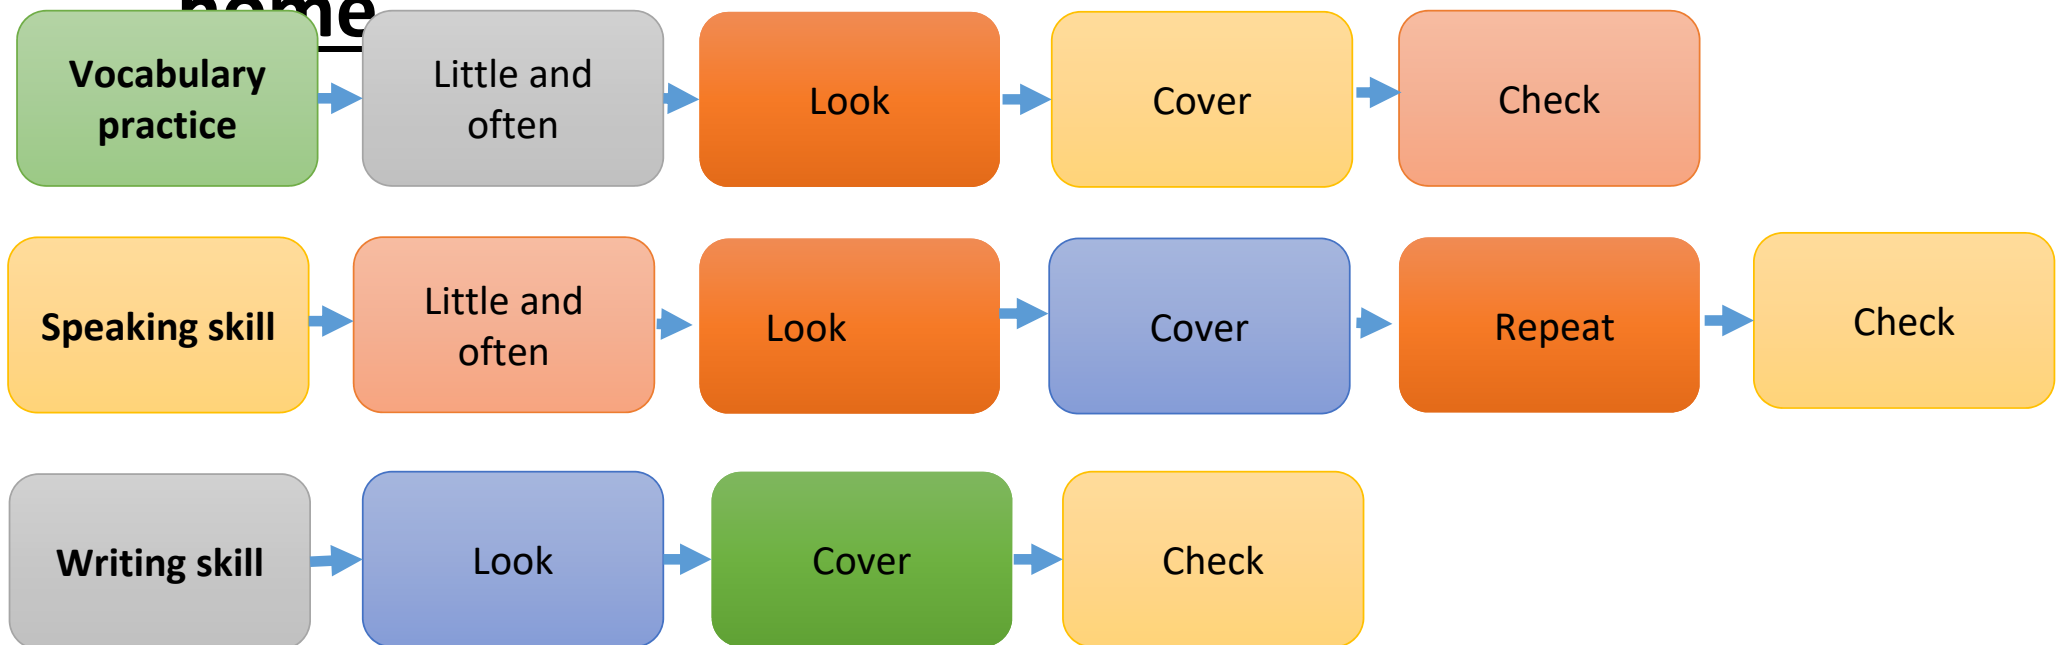 home
Vocabulary
practice
Little and
often
Look
Cover
Check
Speaking skill
Little and
often
Look
Cover
Repeat
Check
Writing skill
Look
Cover
Check